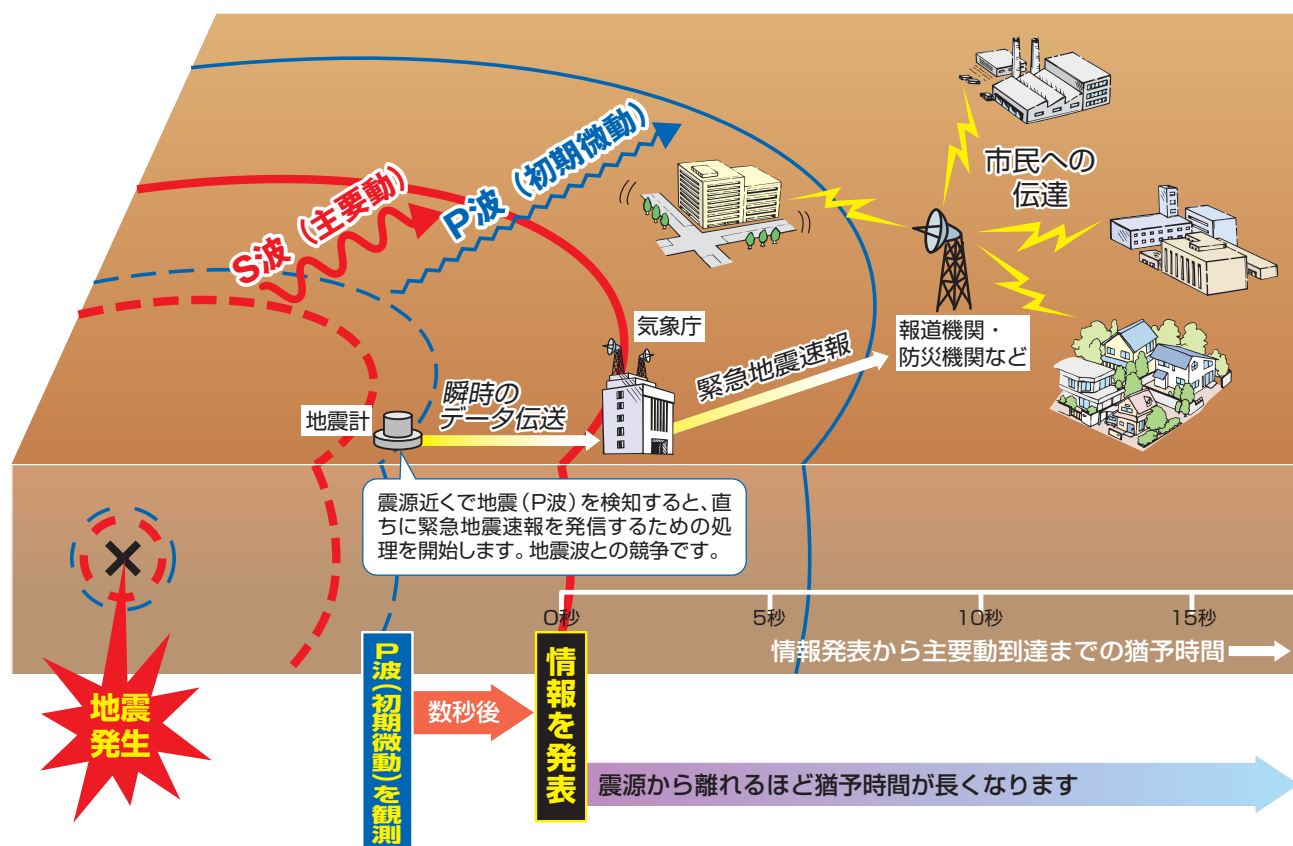 S波（主要動）
P波（初期微動）
市民への
伝達
気象庁
報道機関・
防災機関など
緊急地震速報
瞬時の
データ伝送
地震計
震源近くで地震（P波）を検知すると、直
ちに緊急地震速報を発信するための処
理を開始します。地震波との競争です。
0秒
5秒
10秒
15秒
情報発表から主要動到達までの猶予時間
地震
発生
P波（初期微動）を観測
数秒後
情報を発表
震源から離れるほど猶予時間が長くなります